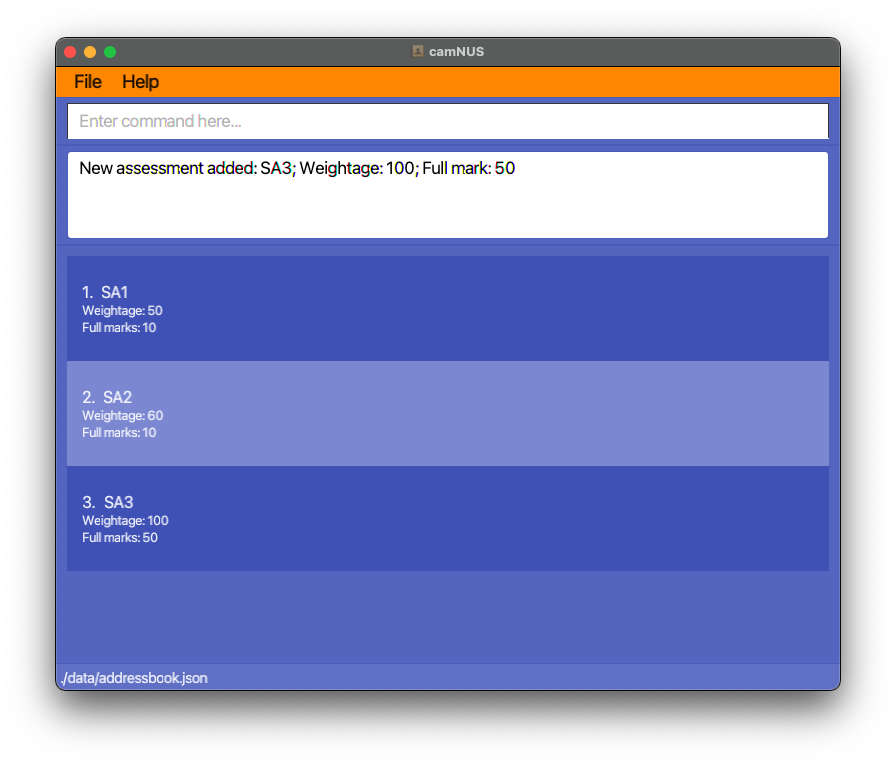 camNUS
File Help
Enter command here...
New assessment added: SA3; Weightage: 100; Full mark: 50
1. SA1
Weightage: 50
Full marks: 10
2. SA2
Weightage: 60
Full marks: 10
3. SA3
Weightage: 100
Full marks: 50
./data/addressbook.json